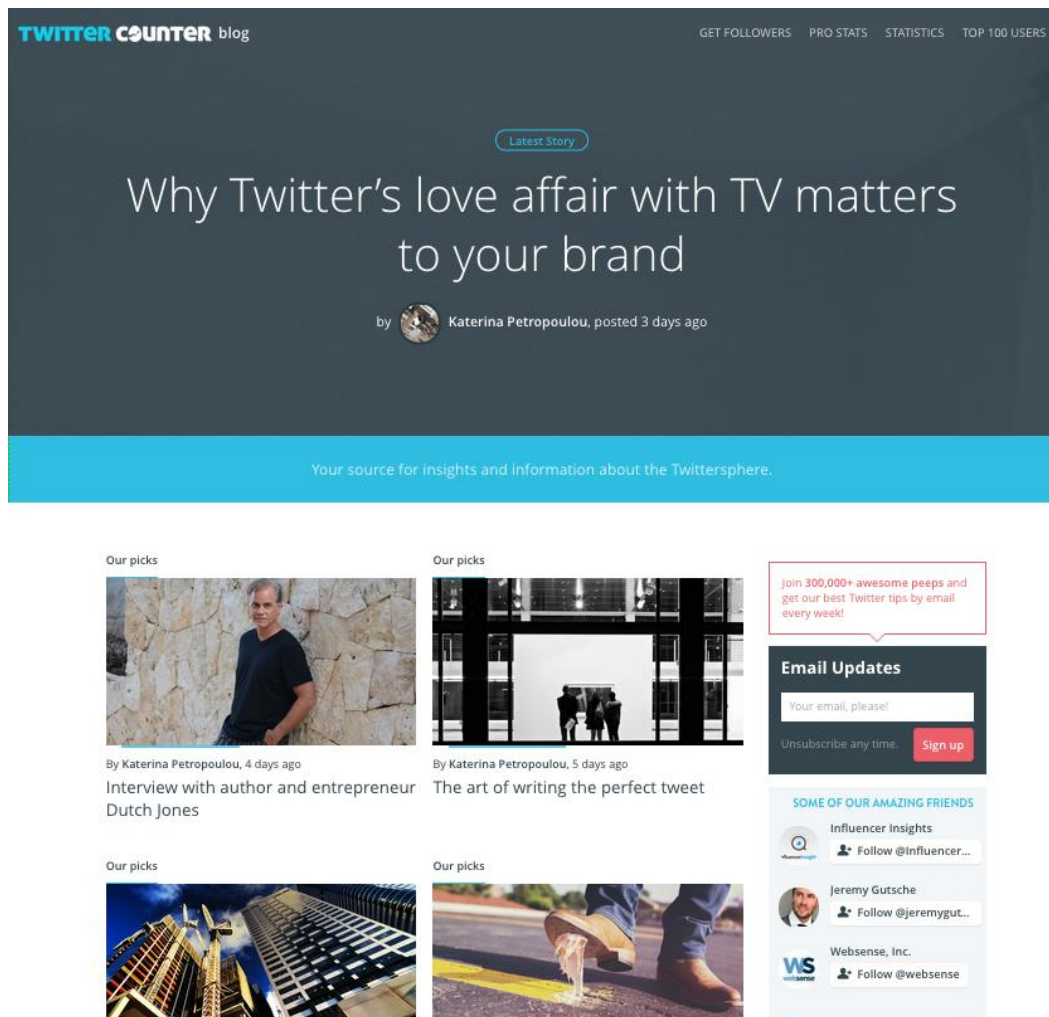 TWITTER COUNTER blog
GET FOLLOWERS PRO STATS STATISTICS TOP 100 USERS
Latest Story
Why Twitter's love affair with TV matters
to your brand
by Katerina Petropoulou, posted 3 days ago
Your source for insights and information about the Twittersphere.
Our picks
By Katerina Petropoulou, 4 days ago
Interview with author and entrepreneur
Dutch Jones
Our picks
By Katerina Petropoulou, 5 days ago
The art of writing the perfect tweet
Our picks
Our picks
Join 300,000+ awesome peeps and
get our best Twitter tips by email
every week!
Email Updates
Your email, please!
Unsubscribe any time.
Sign up
SOME OF OUR AMAZING FRIENDS
Influencer Insights
Follow @Influencer...
Jeremy Gutsche
Follow @jeremygut...
WS
websense
Websense, Inc.
Follow @websense